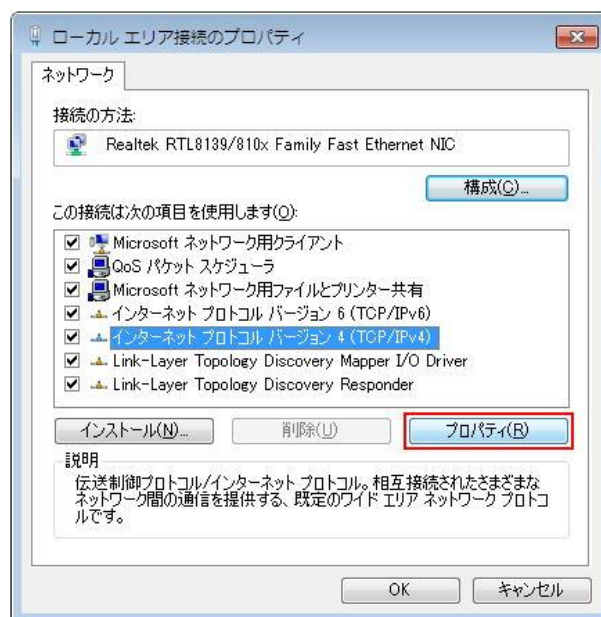 ローカル エリア接続のプロパティ
ネットワーク
接続の方法:
Realtek RTL8139/810x Family Fast Ethernet NIC
構成(C)...
この接続は次の項目を使用します(O):
Microsoft ネットワーク用クライアント
QoS パケット スケジューラ
Microsoft ネットワーク用ファイルとプリンター共有
インターネット プロトコル バージョン 6 (TCP/IPv6)
インターネット プロトコル バージョン 4 (TCP/IPv4)
Link-Layer Topology Discovery Mapper I/O Driver
Link-Layer Topology Discovery Responder
インストール(N)... 削除(U) プロパティ(R)
説明
伝送制御プロトコル/インターネット プロトコル。相互接続されたさまざまな
ネットワーク間の通信を提供する、既定のワイド エリア ネットワーク プロトコ
ルです。
OK キャンセル